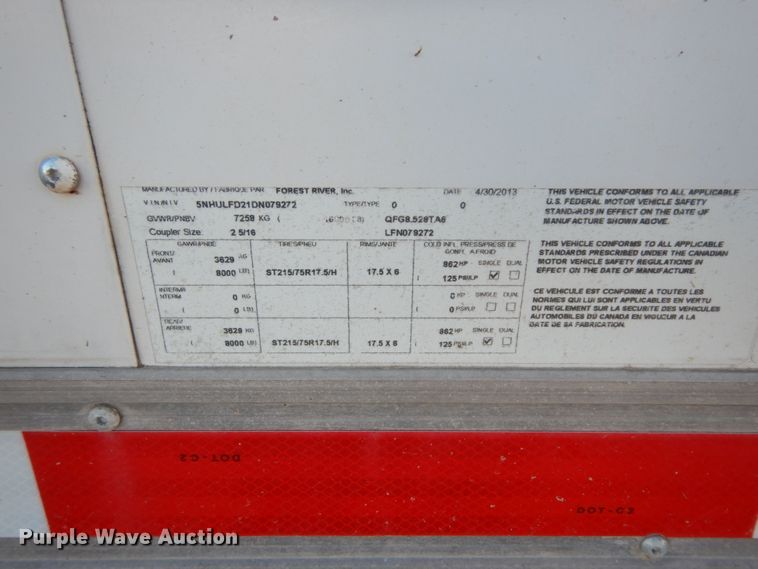 MANUFACTURED BY / FABRIQUE PAR FOREST RIVER, Inc. DATE 4/30/2013
V.I.N./N.I.V 5NHULFD21DN079272 TYPE/TYPE 0 0
GVWR/PNBV 7258 KG ( QFG8.528TA6
Coupler Size: 2 5/16 LFN079272
GAWR/PNBE TIRES/PNEU RIMS/JANTE COLD INFL. PRESS/PRESS DE GONFL A FROID
FRONT/ AVANT 3629 KG 862 HP SINGLE DUAL
( 8000 LB) ST215/75R17.5/H 17.5 X 6 ( 125 PSI/LP
INTERM/ INTERM 0 KG 0 HP SINGLE DUAL
( 0 LB) ( 0 PSI/LP
REAR/ ARRIERE 3629 KG 862 HP SINGLE DUAL
( 8000 LB) ST215/75R17.5/H 17.5 X 6 ( 125 PSI/LP
THIS VEHICLE CONFORMS TO ALL APPLICABLE
U.S. FEDERAL MOTOR VEHICLE SAFETY
STANDARDS IN EFFECT ON THE DATE OF
MANUFACTURE SHOWN ABOVE.
THIS VEHICLE CONFORMS TO ALL APPLICABLE
STANDARDS PRESCRIBED UNDER THE CANADIAN
MOTOR VEHICLE SAFETY REGULATIONS IN
EFFECT ON THE DATE OF MANUFACTURE.
CE VEHICULE EST CONFORME A TOUTES LES
NORMES QUI LUI SONT APPLICABLES EN VERTU
DU REGLEMENT SUR LA SECURITE DES VEHICULES
AUTOMOBILES DU CANADA EN VIGUEUR A LA
DATE DE SA FABRICATION.
DOT-C2
DOT-C2
Purple Wave Auction
Purple Wave Auction